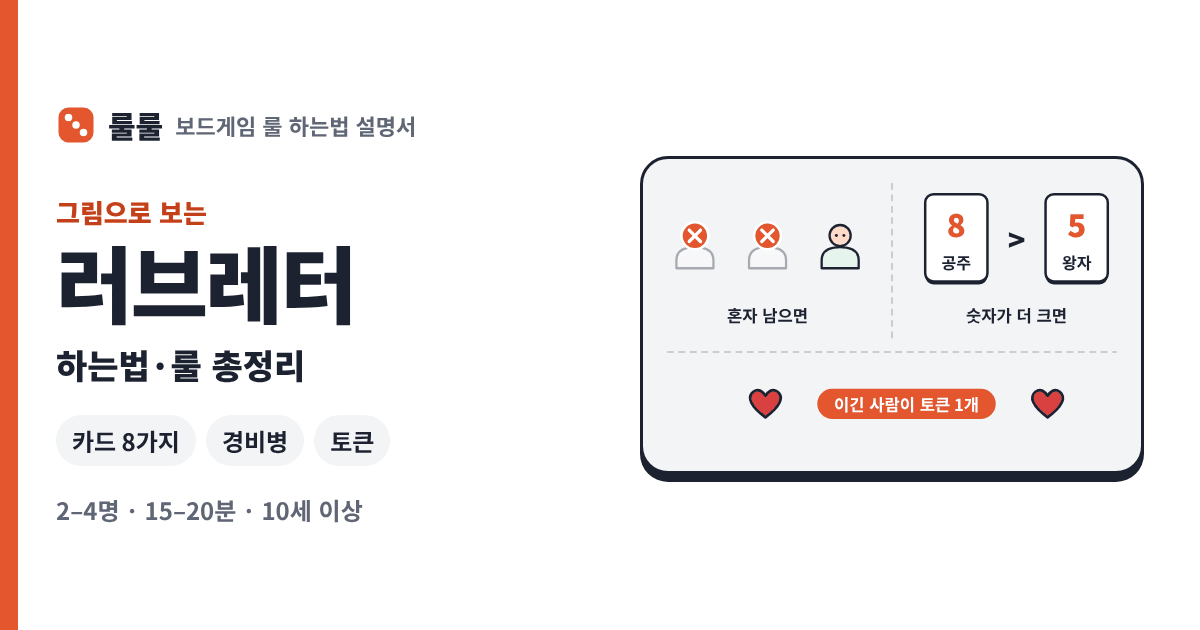 룰룰 보드게임 룰 하는법 설명서
그림으로 보는
러브레터
하는법·룰 총정리
카드 8가지 경비병 토큰
2–4명 · 15–20분 · 10세 이상
8 > 5
공주 왕자
혼자 남으면 숫자가 더 크면
이긴 사람이 토큰 1개